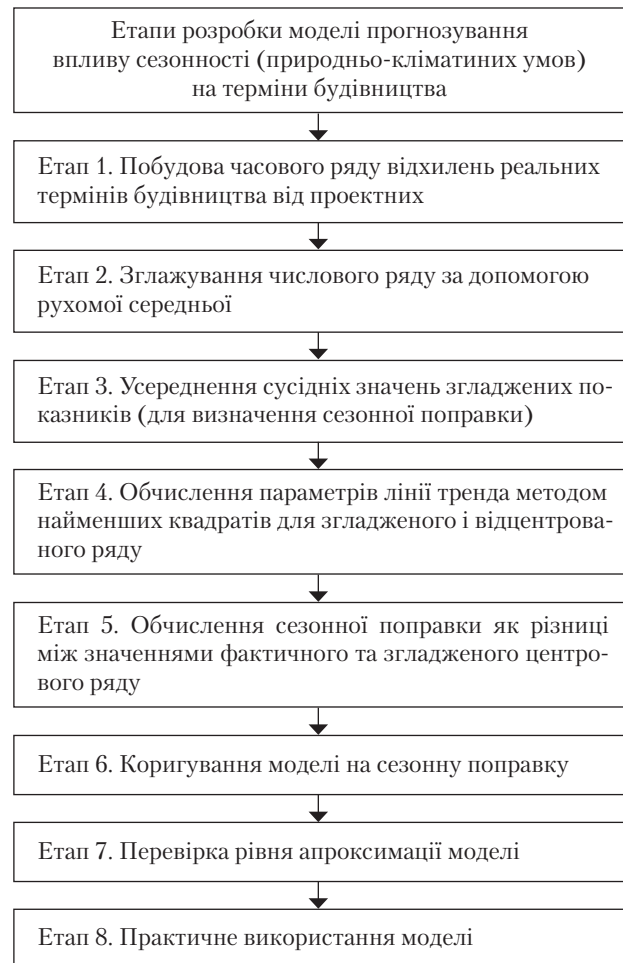 Етапи розробки моделі прогнозування
впливу сезонності (природньо-кліматиних умов)
на терміни будівництва
Етап 1. Побудова часового ряду відхилень реальних
термінів будівництва від проектних
Етап 2. Зглажування числового ряду за допомогою
рухомої середньої
Етап 3. Усереднення сусідніх значень згладжених по-
казників (для визначення сезонної поправки)
Етап 4. Обчислення параметрів лінії тренда методом
найменших квадратів для згладженого і відцентрова-
ного ряду
Етап 5. Обчислення сезонної поправки як різниці
між значеннями фактичного та згладженого центро-
вого ряду
Етап 6. Коригування моделі на сезонну поправку
Етап 7. Перевірка рівня апроксимації моделі
Етап 8. Практичне використання моделі